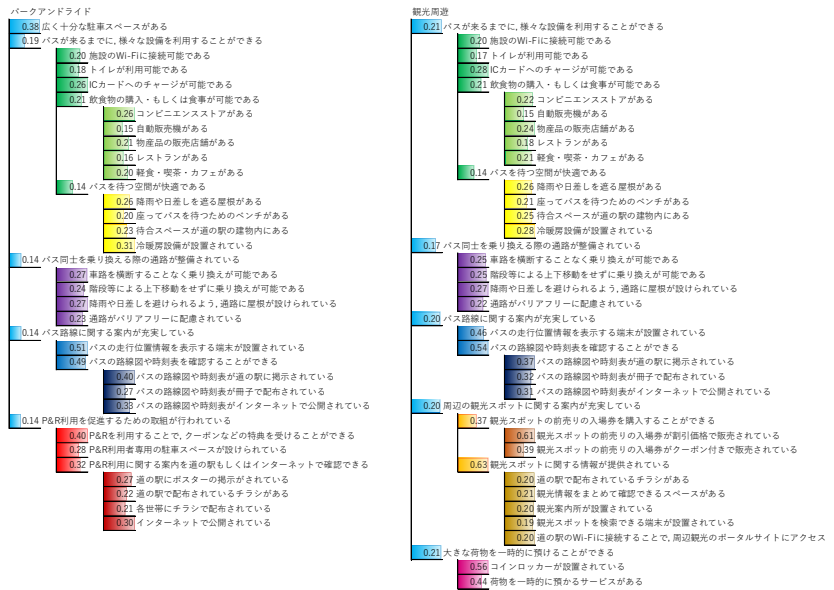 パークアンドライド
0.38 広く十分な駐車スペースがある
0.19 バスが来るまでに, 様々な設備を利用することができる
0.20 施設のWi-Fiに接続可能である
0.18 トイレが利用可能である
0.26 ICカードへのチャージが可能である
0.21 飲食物の購入・もしくは食事が可能である
0.26 コンビニエンスストアがある
0.15 自動販売機がある
0.21 物産品の販売店舗がある
0.16 レストランがある
0.20 軽食・喫茶・カフェがある
0.14 バスを待つ空間が快適である
0.26 降雨や日差しを遮る屋根がある
0.20 座ってバスを待つためのベンチがある
0.23 待合スペースが道の駅の建物内にある
0.31 冷暖房設備が設置されている
0.14 バス同士を乗り換える際の通路が整備されている
0.27 車路を横断することなく乗り換えが可能である
0.24 階段等による上下移動をせずに乗り換えが可能である
0.27 降雨や日差しを避けられるよう, 通路に屋根が設けられている
0.23 通路がバリアフリーに配慮されている
0.14 バス路線に関する案内が充実している
0.51 バスの走行位置情報を表示する端末が設置されている
0.49 バスの路線図や時刻表を確認することができる
0.40 バスの路線図や時刻表が道の駅に掲示されている
0.27 バスの路線図や時刻表が冊子で配布されている
0.33 バスの路線図や時刻表がインターネットで公開されている
0.14 P&R利用を促進するための取組が行われている
0.40 P&Rを利用することで, クーポンなどの特典を受けることができる
0.28 P&R利用者専用の駐車スペースが設けられている
0.32 P&R利用に関する案内を道の駅もしくはインターネットで確認できる
0.27 道の駅にポスターの掲示がされている
0.22 道の駅で配布されているチラシがある
0.21 各世帯にチラシで配布されている
0.30 インターネットで公開されている
観光周遊
0.21 バスが来るまでに, 様々な設備を利用することができる
0.20 施設のWi-Fiに接続可能である
0.17 トイレが利用可能である
0.28 ICカードへのチャージが可能である
0.21 飲食物の購入・もしくは食事が可能である
0.22 コンビニエンスストアがある
0.15 自動販売機がある
0.24 物産品の販売店舗がある
0.18 レストランがある
0.21 軽食・喫茶・カフェがある
0.14 バスを待つ空間が快適である
0.26 降雨や日差しを遮る屋根がある
0.21 座ってバスを待つためのベンチがある
0.25 待合スペースが道の駅の建物内にある
0.28 冷暖房設備が設置されている
0.17 バス同士を乗り換える際の通路が整備されている
0.25 車路を横断することなく乗り換えが可能である
0.25 階段等による上下移動をせずに乗り換えが可能である
0.27 降雨や日差しを避けられるよう, 通路に屋根が設けられている
0.22 通路がバリアフリーに配慮されている
0.20 バス路線に関する案内が充実している
0.46 バスの走行位置情報を表示する端末が設置されている
0.54 バスの路線図や時刻表を確認することができる
0.37 バスの路線図や時刻表が道の駅に掲示されている
0.32 バスの路線図や時刻表が冊子で配布されている
0.31 バスの路線図や時刻表がインターネットで公開されている
0.20 周辺の観光スポットに関する案内が充実している
0.37 観光スポットの前売りの入場券を購入することができる
0.61 観光スポットの前売りの入場券が割引価格で販売されている
0.39 観光スポットの前売りの入場券がクーポン付きで販売されている
0.63 観光スポットに関する情報が提供されている
0.20 道の駅で配布されているチラシがある
0.21 観光情報をまとめて確認できるスペースがある
0.20 観光案内所が設置されている
0.19 観光スポットを検索できる端末が設置されている
0.20 道の駅のWi-Fiに接続することで, 周辺観光のポータルサイトにアクセス
0.21 大きな荷物を一時的に預けることができる
0.56 コインロッカーが設置されている
0.44 荷物を一時的に預かるサービスがある